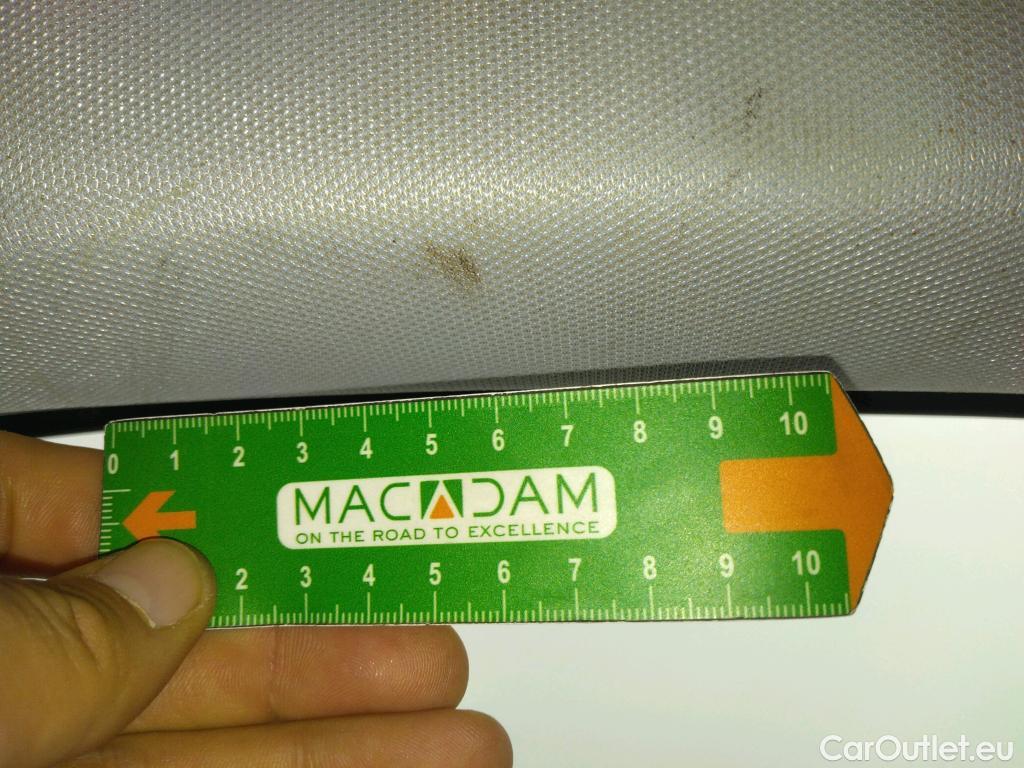 0 1 2 3 4 5 6 7 8 9 10
MACADAM
ON THE ROAD TO EXCELLENCE
2 3 4 5 6 7 8 9 10
CarOutlet.eu